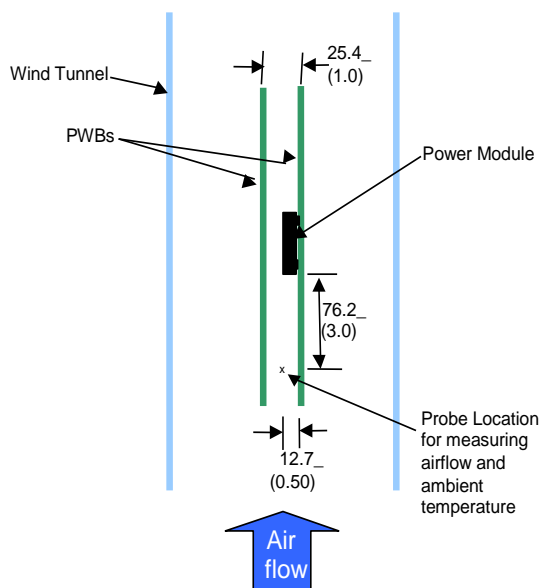 25.4_
(1.0)
Wind Tunnel
PWBs
Power Module
76.2_
(3.0)
x
Probe Location
for measuring
airflow and
ambient
temperature
12.7_
(0.50)
Air
flow